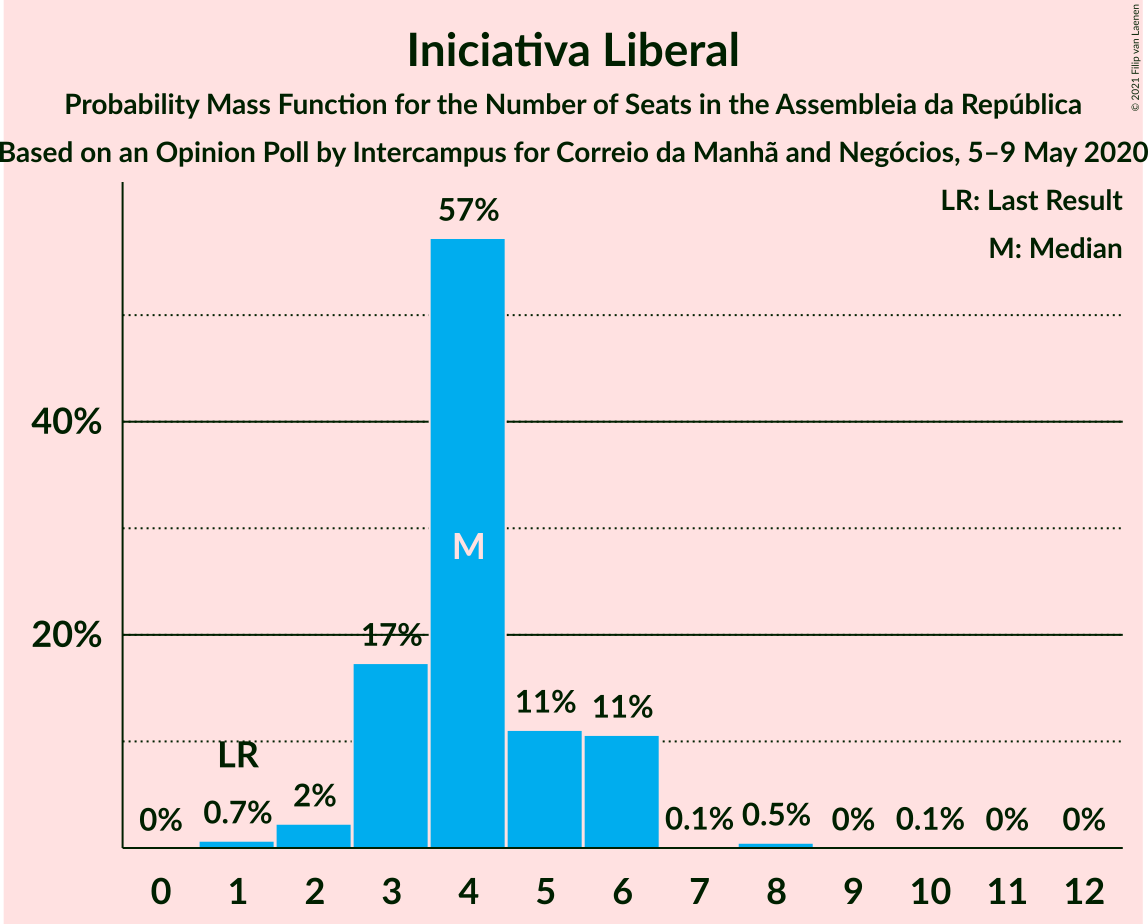 Iniciativa Liberal
Probability Mass Function for the Number of Seats in the Assembleia da República
Based on an Opinion Poll by Intercampus for Correio da Manhã and Negócios, 5–9 May 2020
© 2021 Filip van Laenen
LR: Last Result
M: Median
57%
40%
M
20%
17%
11%
11%
LR
0%
0.7%
2%
0.1%
0.5%
0%
0.1%
0%
0%
0 1 2 3 4 5 6 7 8 9 10 11 12